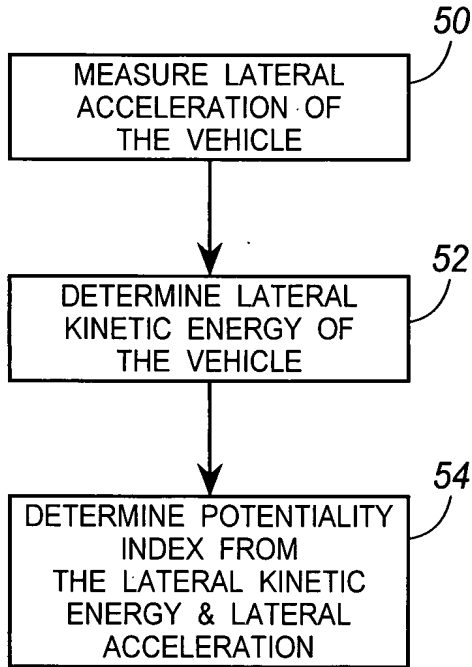 50
MEASURE LATERAL
ACCELERATION OF
THE VEHICLE
52
DETERMINE LATERAL
KINETIC ENERGY OF
THE VEHICLE
54
DETERMINE POTENTIALITY
INDEX FROM
THE LATERAL KINETIC
ENERGY & LATERAL
ACCELERATION